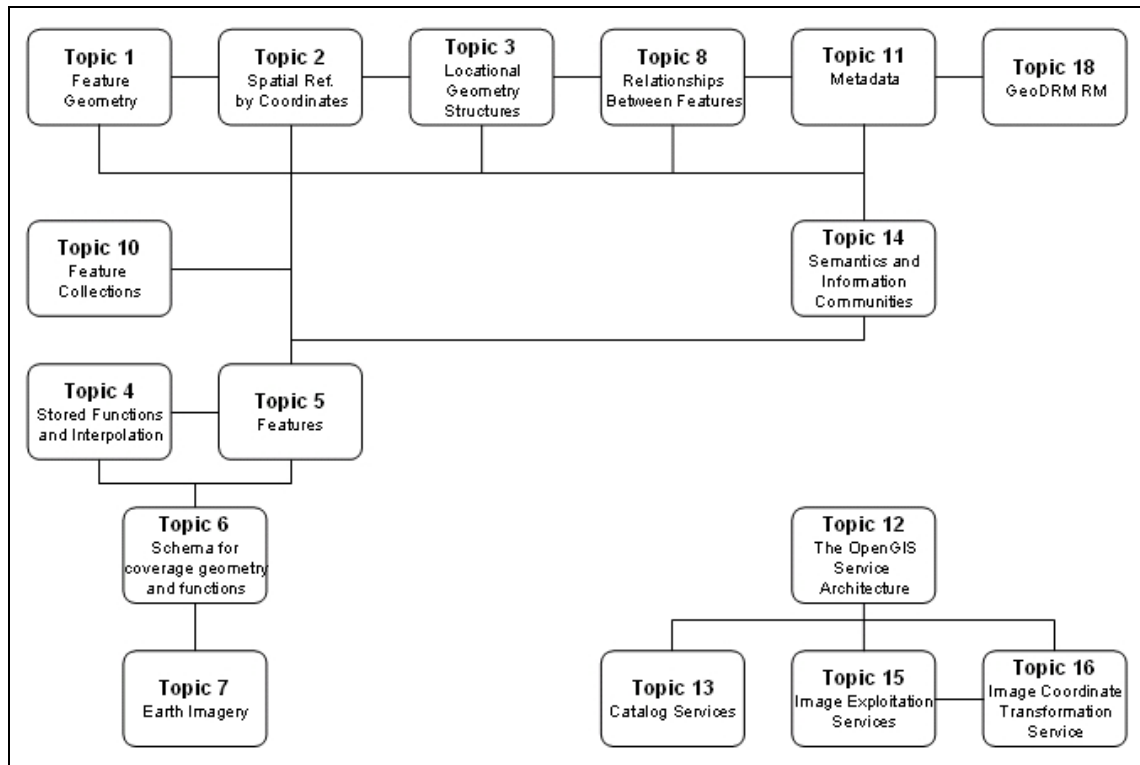 Topic 1
Feature
Geometry
Topic 2
Spatial Ref.
by Coordinates
Topic 3
Locational
Geometry
Structures
Topic 8
Relationships
Between Features
Topic 11
Metadata
Topic 18
GeoDRM RM
Topic 10
Feature
Collections
Topic 14
Semantics and
Information
Communities
Topic 4
Stored Functions
and Interpolation
Topic 5
Features
Topic 6
Schema for
coverage geometry
and functions
Topic 12
The OpenGIS
Service
Architecture
Topic 7
Earth Imagery
Topic 13
Catalog Services
Topic 15
Image Exploitation
Services
Topic 16
Image Coordinate
Transformation
Service